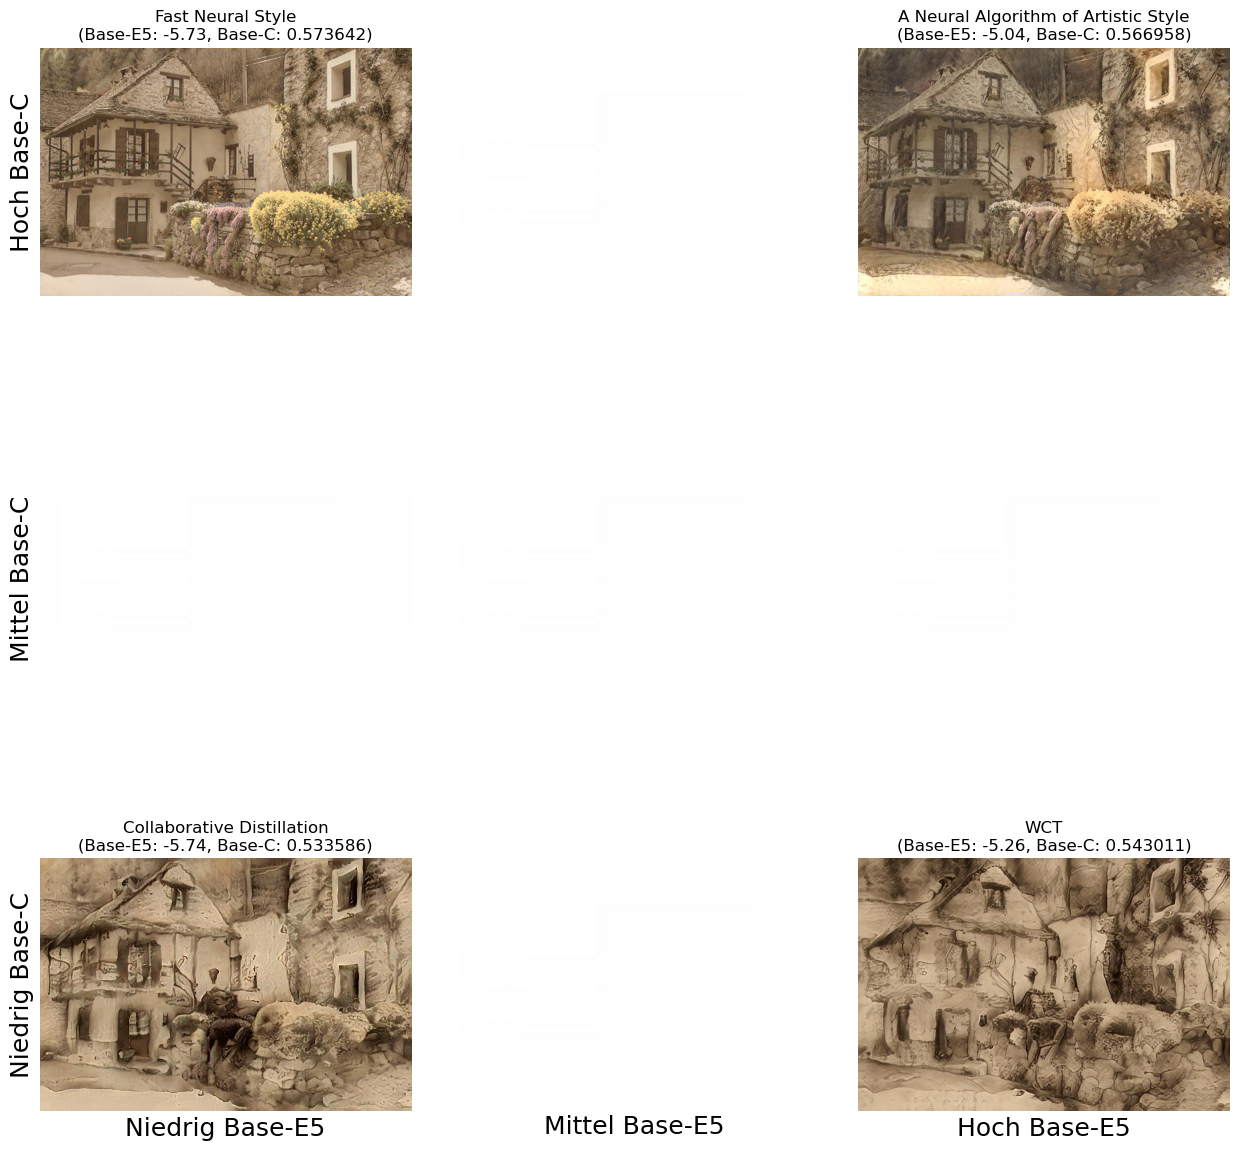 Fast Neural Style
(Base-E5: -5.73, Base-C: 0.573642)
A Neural Algorithm of Artistic Style
(Base-E5: -5.04, Base-C: 0.566958)
Hoch Base-C
Mittel Base-C
Collaborative Distillation
(Base-E5: -5.74, Base-C: 0.533586)
WCT
(Base-E5: -5.26, Base-C: 0.543011)
Niedrig Base-C
Niedrig Base-E5
Mittel Base-E5
Hoch Base-E5